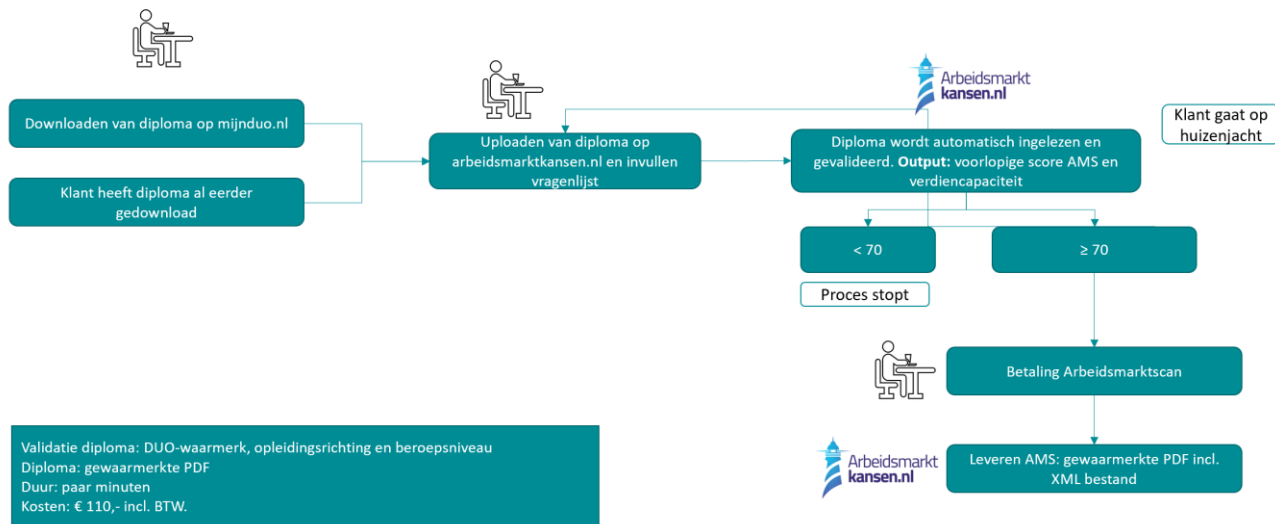 Downloaden van diploma op mijnduo.nl
Klant heeft diploma al eerder
gedownload
Uploaden van diploma op
arbeidsmarktkansen.nl en invullen
vragenlijst
Arbeidsmarkt
kansen.nl
Diploma wordt automatisch ingelezen en
gevalideerd. Output: voorlopige score AMS en
verdiencapaciteit
Klant gaat op
huizenjacht
< 70
≥ 70
Proces stopt
Betaling Arbeidsmarktscan
Arbeidsmarkt
kansen.nl
Leveren AMS: gewaarmerkte PDF incl.
XML bestand
Validatie diploma: DUO-waarmerk, opleidingsrichting en beroepsniveau
Diploma: gewaarmerkte PDF
Duur: paar minuten
Kosten: € 110,- incl. BTW.